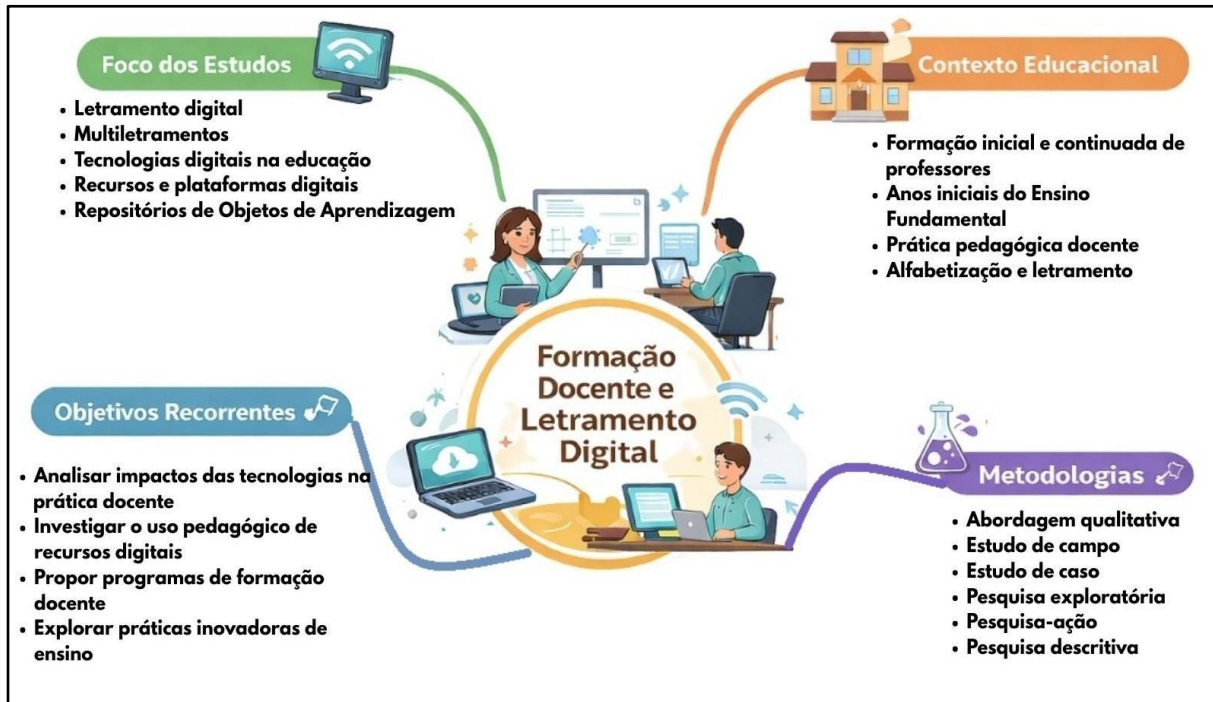 Foco dos Estudos
• Letramento digital
• Multiletramentos
• Tecnologias digitais na educação
• Recursos e plataformas digitais
• Repositórios de Objetos de Aprendizagem
Contexto Educacional
• Formação inicial e continuada de
professores
• Anos iniciais do Ensino
Fundamental
• Prática pedagógica docente
• Alfabetização e letramento
Formação
Docente e
Letramento
Digital
Objetivos Recorrentes
• Analisar impactos das tecnologias na
prática docente
• Investigar o uso pedagógico de
recursos digitais
• Propor programas de formação
docente
• Explorar práticas inovadoras de
ensino
Metodologias
• Abordagem qualitativa
• Estudo de campo
• Estudo de caso
• Pesquisa exploratória
• Pesquisa-ação
• Pesquisa descritiva